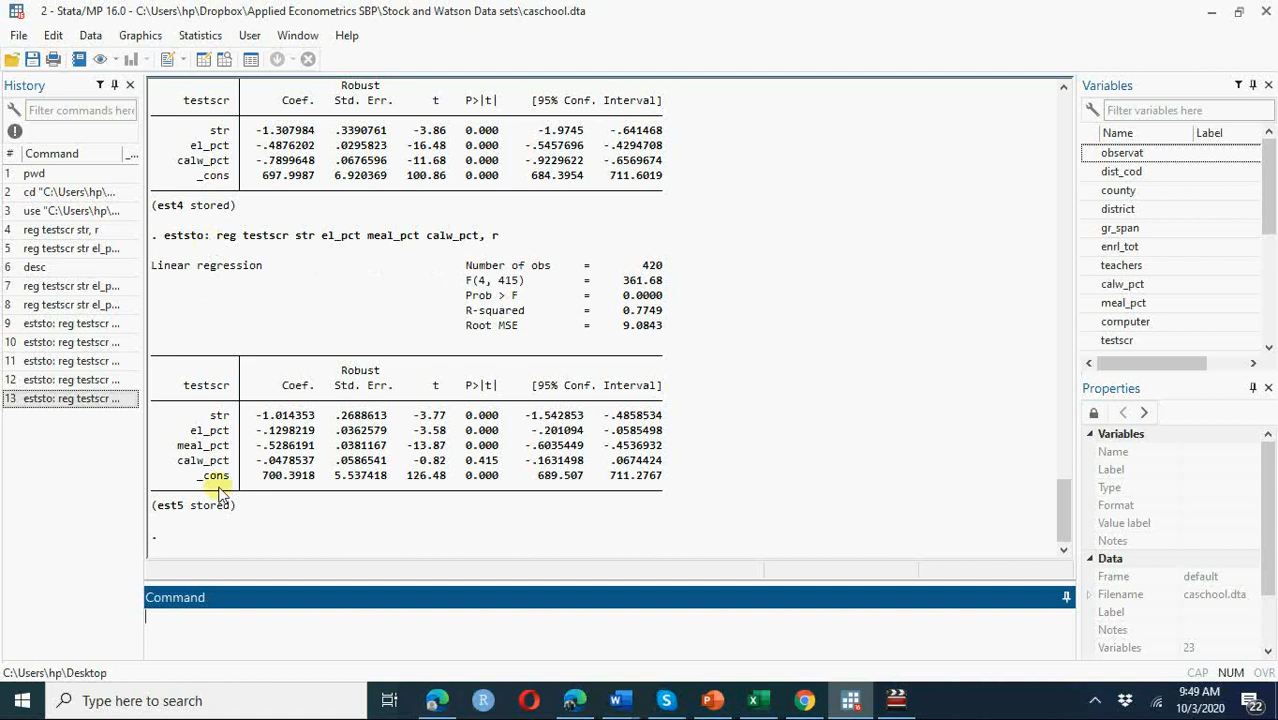 2 - Stata/MP 16.0 - C:\Users\hp\Dropbox\Applied Econometrics SBP\Stock and Watson Data sets\caschool.dta
File Edit Data Graphics Statistics User Window Help
History
Filter commands here
# Command _...
1 pwd
2 cd "C:\Users\hp\...
3 use "C:\Users\hp\...
4 reg testscr str, r
5 reg testscr str el_p...
6 desc
7 reg testscr str el_p...
8 reg testscr str el_p...
9 eststo: reg testscr ...
10 eststo: reg testscr ...
11 eststo: reg testscr ...
12 eststo: reg testscr ...
13 eststo: reg testscr ...
Robust
testscr Coef. Std. Err. t P>|t| [95% Conf. Interval]
str -1.307984 .3390761 -3.86 0.000 -1.9745 -.641468
el_pct -.4876202 .0295823 -16.48 0.000 -.5457696 -.4294708
calw_pct -.7899648 .0676596 -11.68 0.000 -.9229662 -.6569674
_cons 697.9987 6.920369 100.86 0.000 684.3954 711.6019
(est4 stored)
. eststo: reg testscr str el_pct meal_pct calw_pct, r
Linear regression Number of obs = 420
F(4, 415) = 361.68
Prob > F = 0.0000
R-squared = 0.7749
Root MSE = 9.0843
Robust
testscr Coef. Std. Err. t P>|t| [95% Conf. Interval]
str -1.014353 .2688613 -3.77 0.000 -1.542853 -.4858534
el_pct -.1298219 .0362579 -3.58 0.000 -.201094 -.0585498
meal_pct -.5286191 .0381167 -13.87 0.000 -.6035449 -.4536932
calw_pct -.0478537 .0586541 -0.82 0.415 -.1631498 .0674424
_cons 700.3918 5.537418 126.48 0.000 689.507 711.2767
(est5 stored)
.
Command
Variables
Filter variables here
Name Label
observat
dist_cod
county
district
gr_span
enrl_tot
teachers
calw_pct
meal_pct
computer
testscr
Properties
Variables
Name
Label
Type
Format
Value label
Notes
Data
Frame default
Filename caschool.dta
Label
Notes
Variables 23
C:\Users\hp\Desktop
CAP NUM OVR
Type here to search
9:49 AM
10/3/2020
22